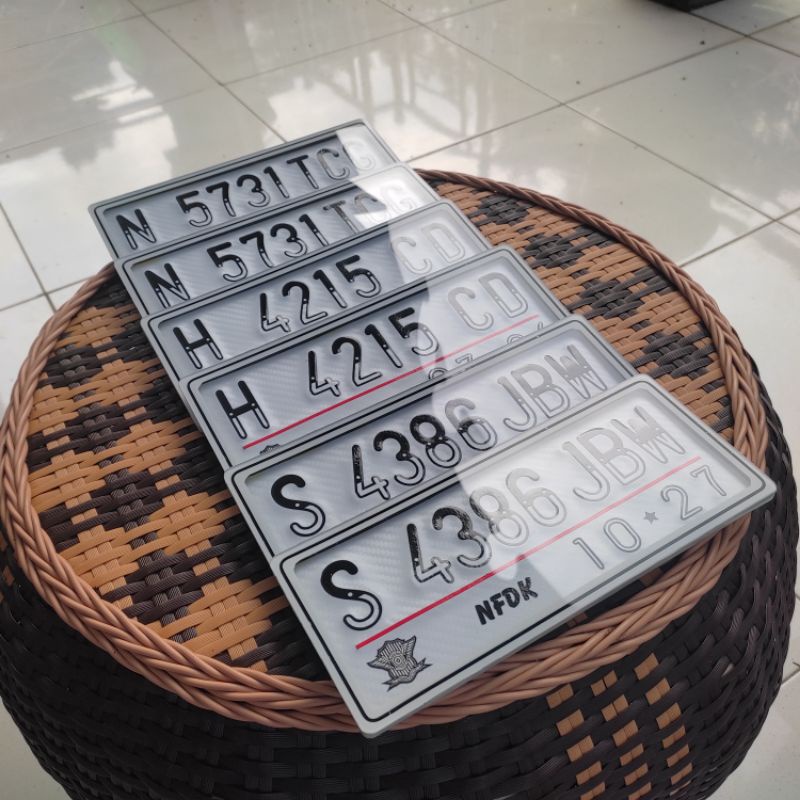 N 5731 TCG
N 5731 TCG
H 4215 CD
H 4215 CD
S 4386 JBW
S 4386 JBW
10 ★ 27
NFDK